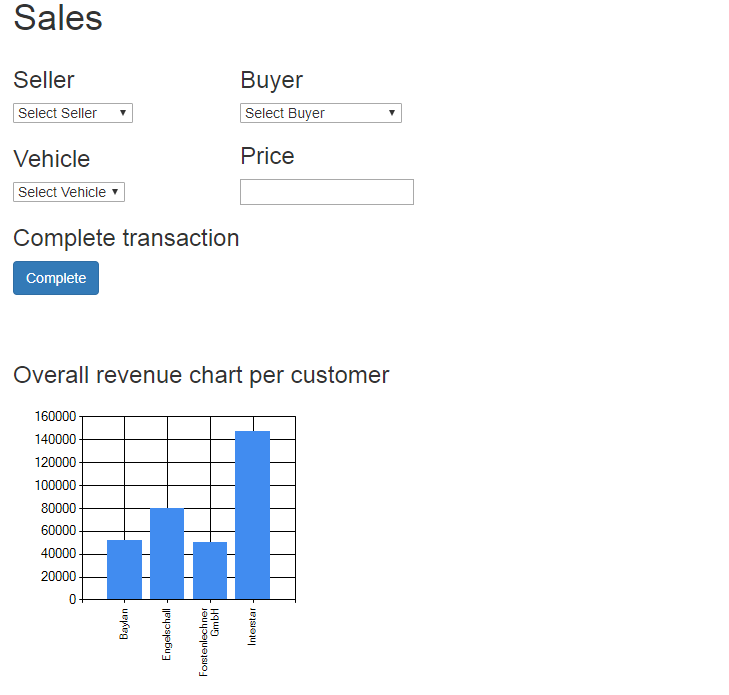 Sales
Seller
Buyer
Select Seller
Select Buyer
Vehicle
Price
Select Vehicle
Complete transaction
Complete
Overall revenue chart per customer
160000
140000
120000
100000
80000
60000
40000
20000
0
Baylan
Engelschall
Forstenlechner
GmbH
Interstar